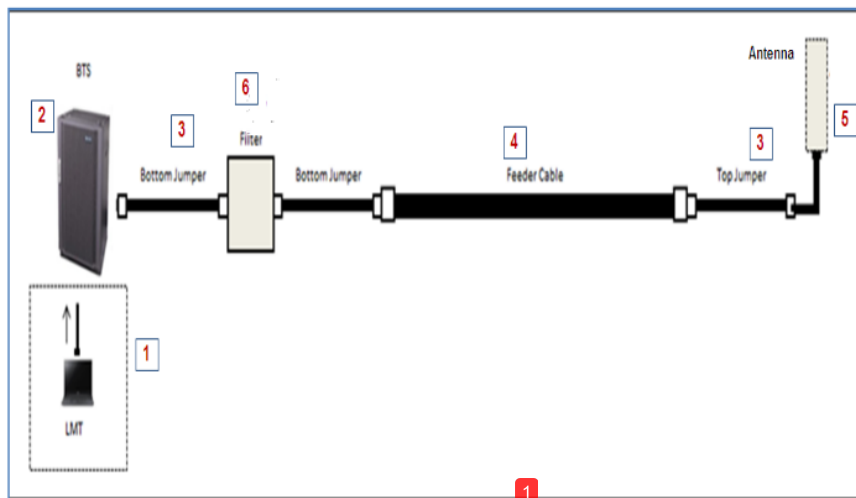 BTS
Antenna
2
6
3
4
3
5
Filter
Bottom Jumper
Bottom Jumper
Feeder Cable
Top Jumper
1
LMT
1